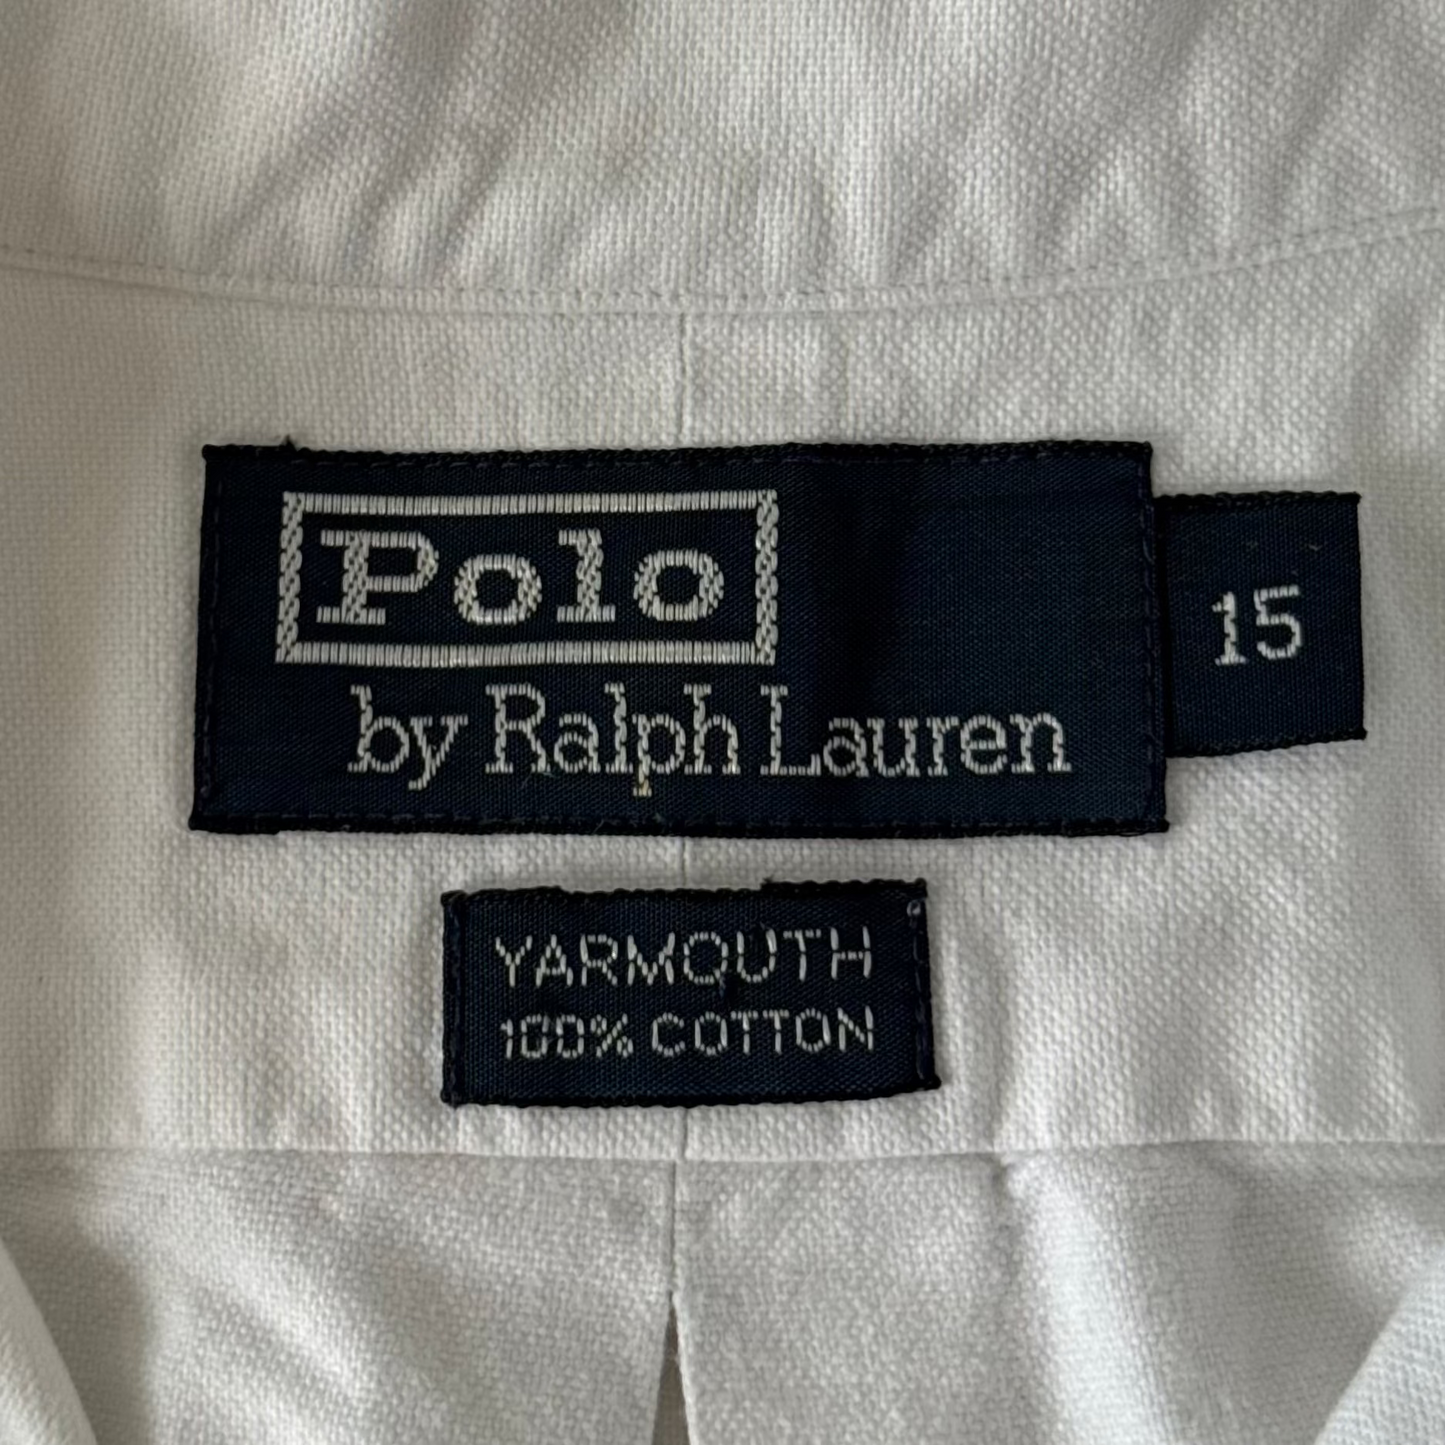 Polo
by Ralph Lauren
15
YARMOUTH
100% COTTON